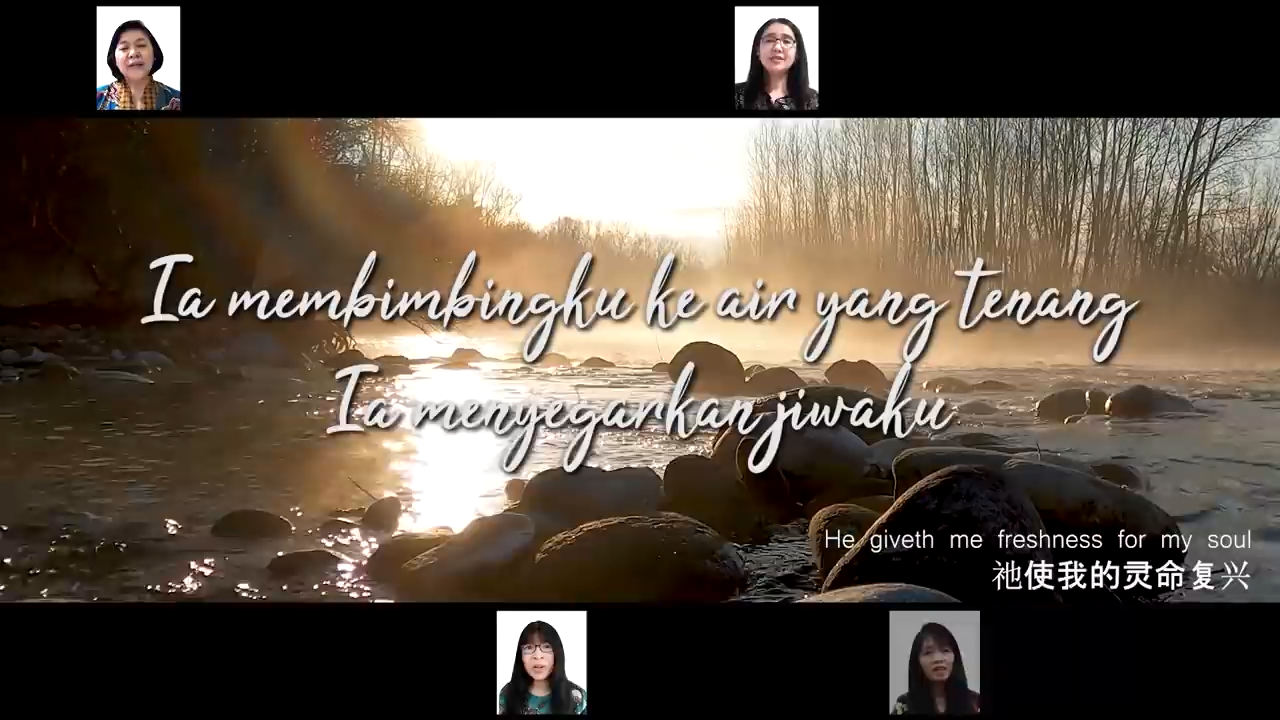 Ia membimbingku ke air yang tenang
Ia menyegarkan jiwaku
He giveth me freshness for my soul
祂使我的灵命复兴